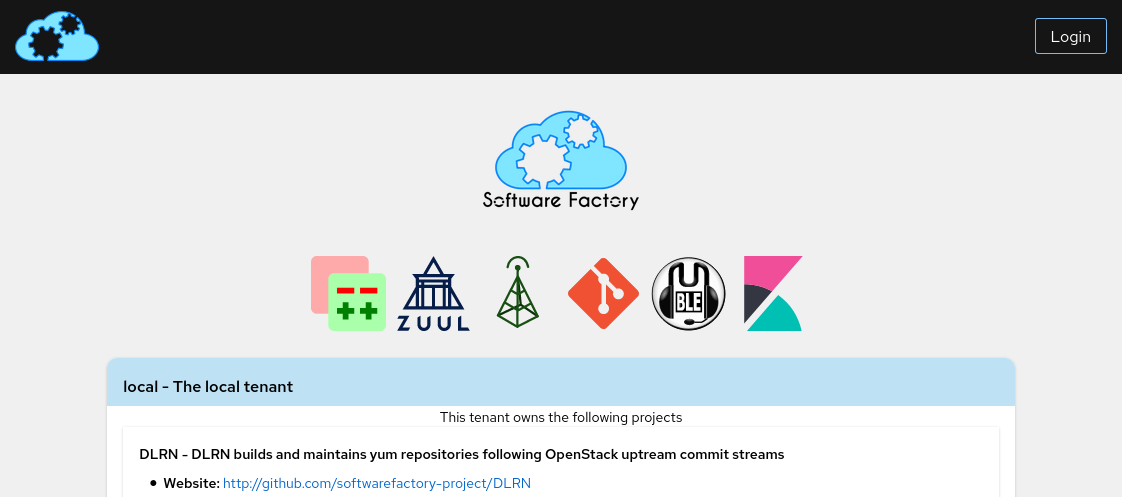 Login
Software Factory
ZUUL
BLE
local - The local tenant
This tenant owns the following projects
DLRN - DLRN builds and maintains yum repositories following OpenStack uptream commit streams
Website: http://github.com/softwarefactory-project/DLRN